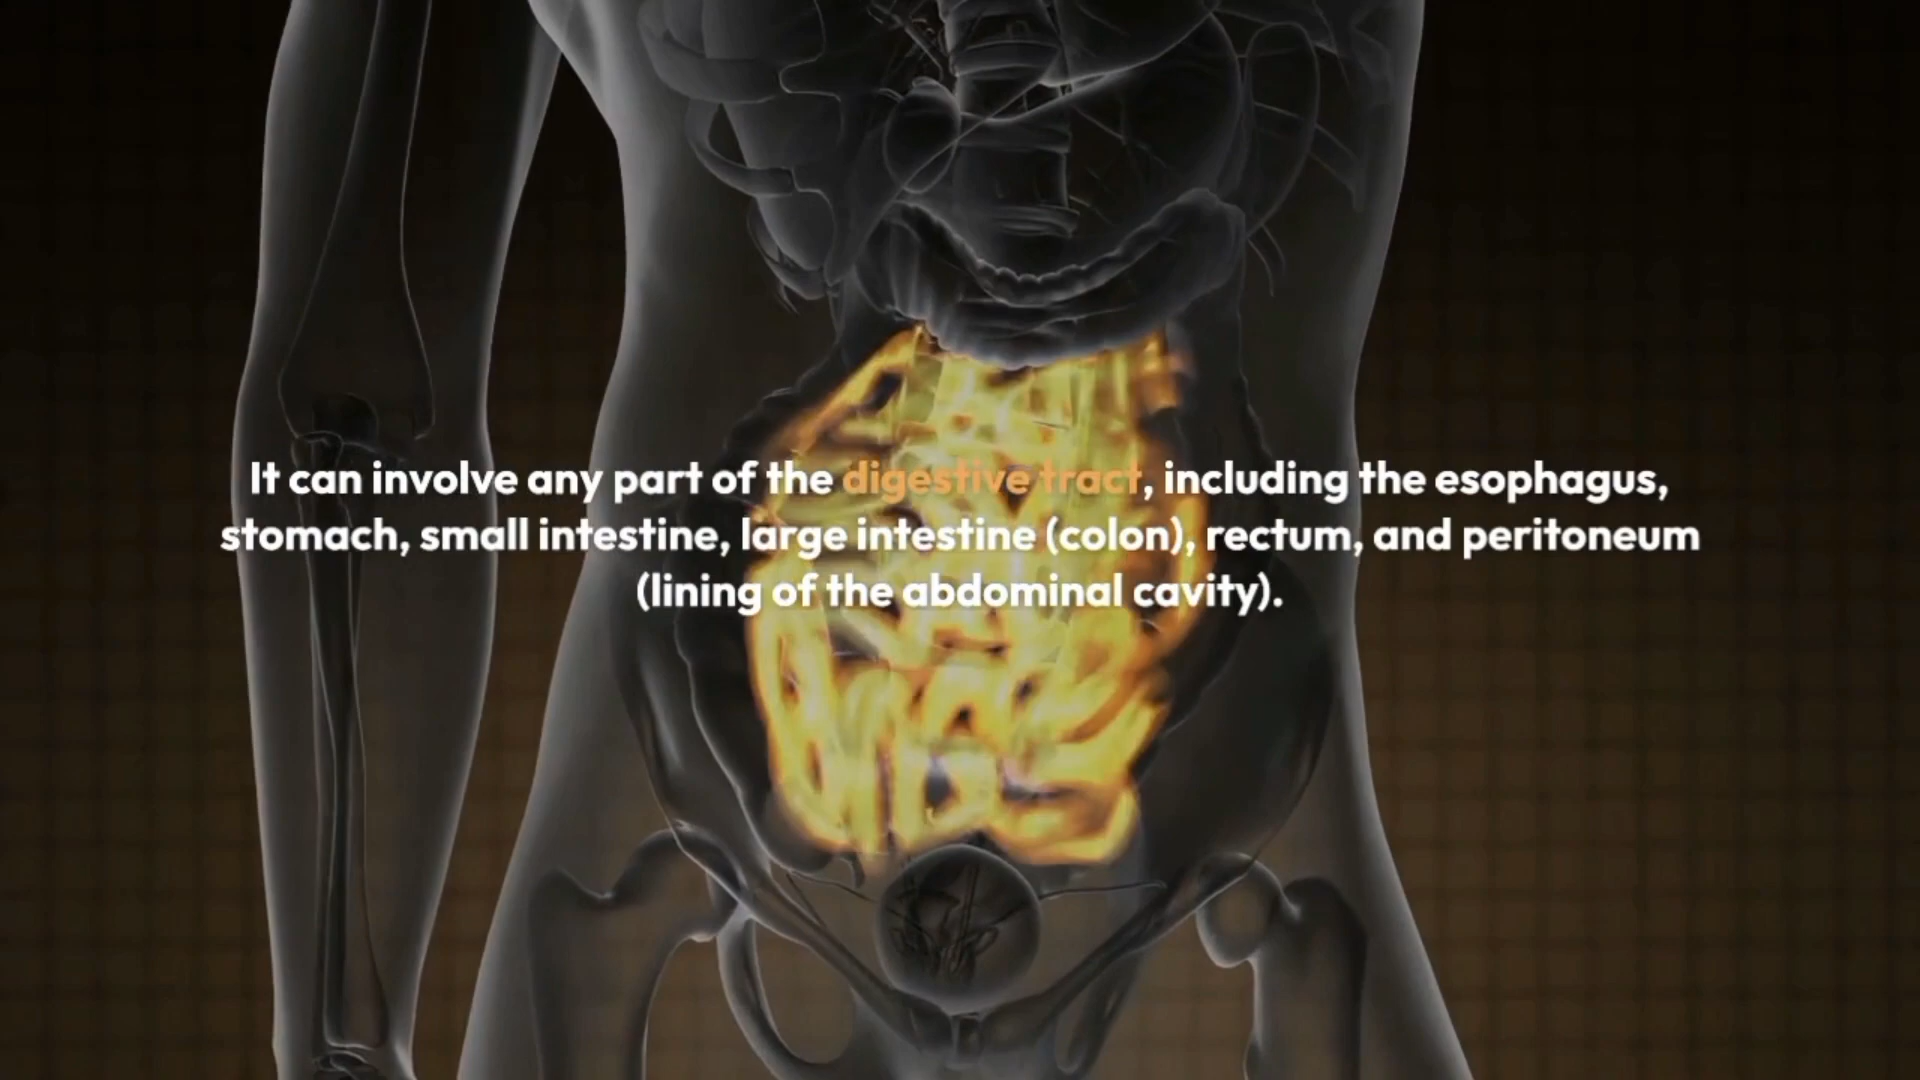 It can involve any part of the digestive tract, including the esophagus,
stomach, small intestine, large intestine (colon), rectum, and peritoneum
(lining of the abdominal cavity).